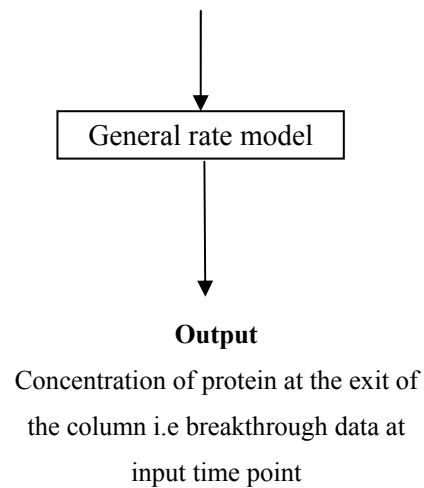 General rate model
Output
Concentration of protein at the exit of
the column i.e breakthrough data at
input time point